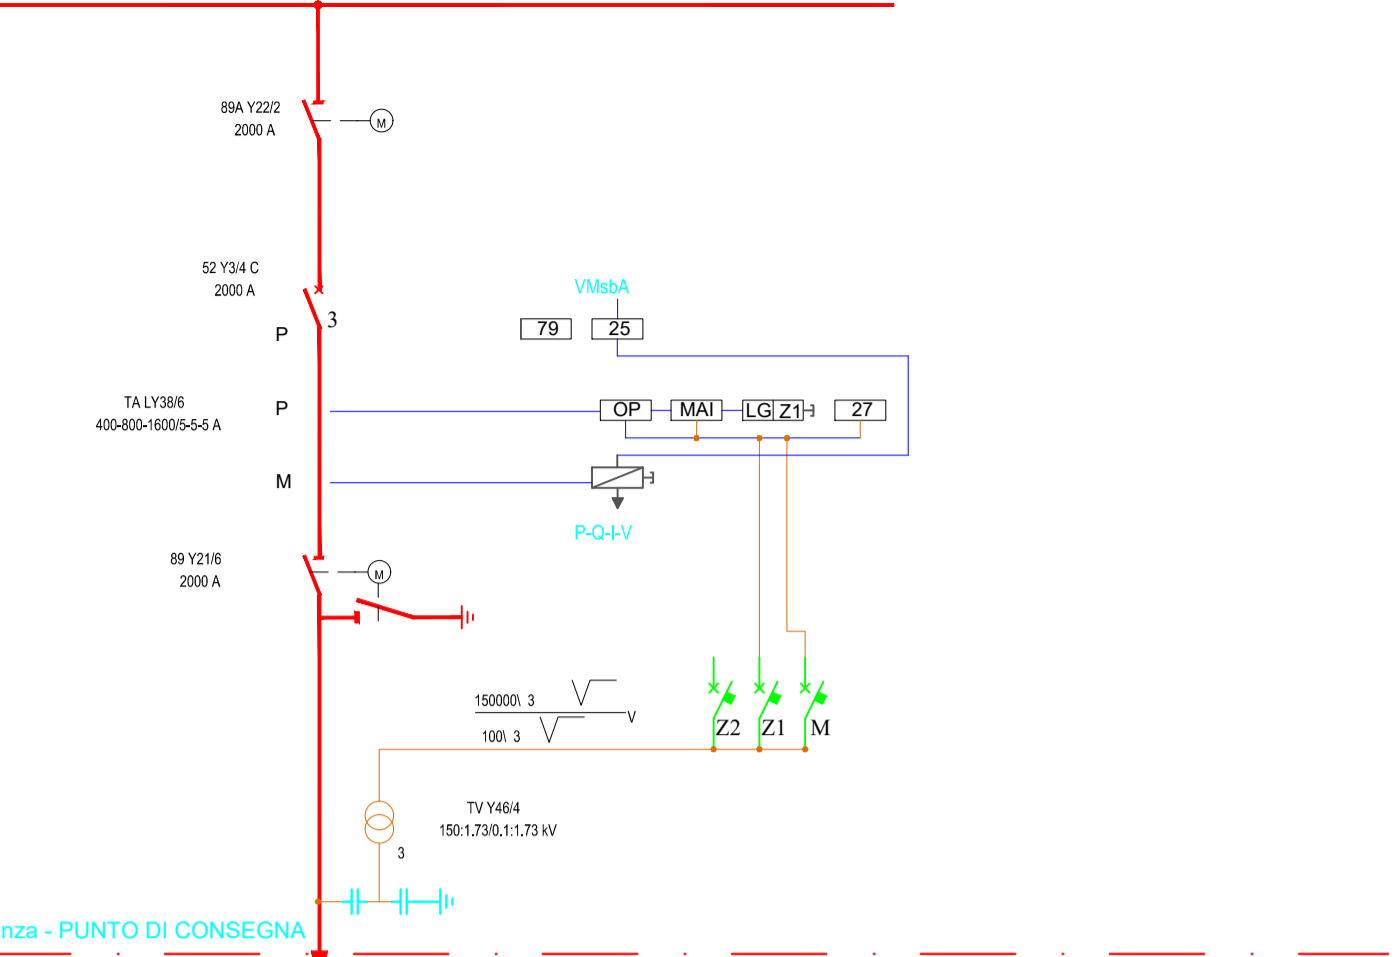 89A Y22/2
2000 A
M
52 Y3/4 C
2000 A
3
P
VMsbA
79 25
TA LY38/6
400-800-1600/5-5-5 A
P
OP MAI LG Z1 27
M
P-Q-I-V
89 Y21/6
2000 A
M
150000\ 3
V
100\ 3
Z2 Z1 M
TV Y46/4
150:1.73/0.1:1.73 kV
3
nza - PUNTO DI CONSEGNA